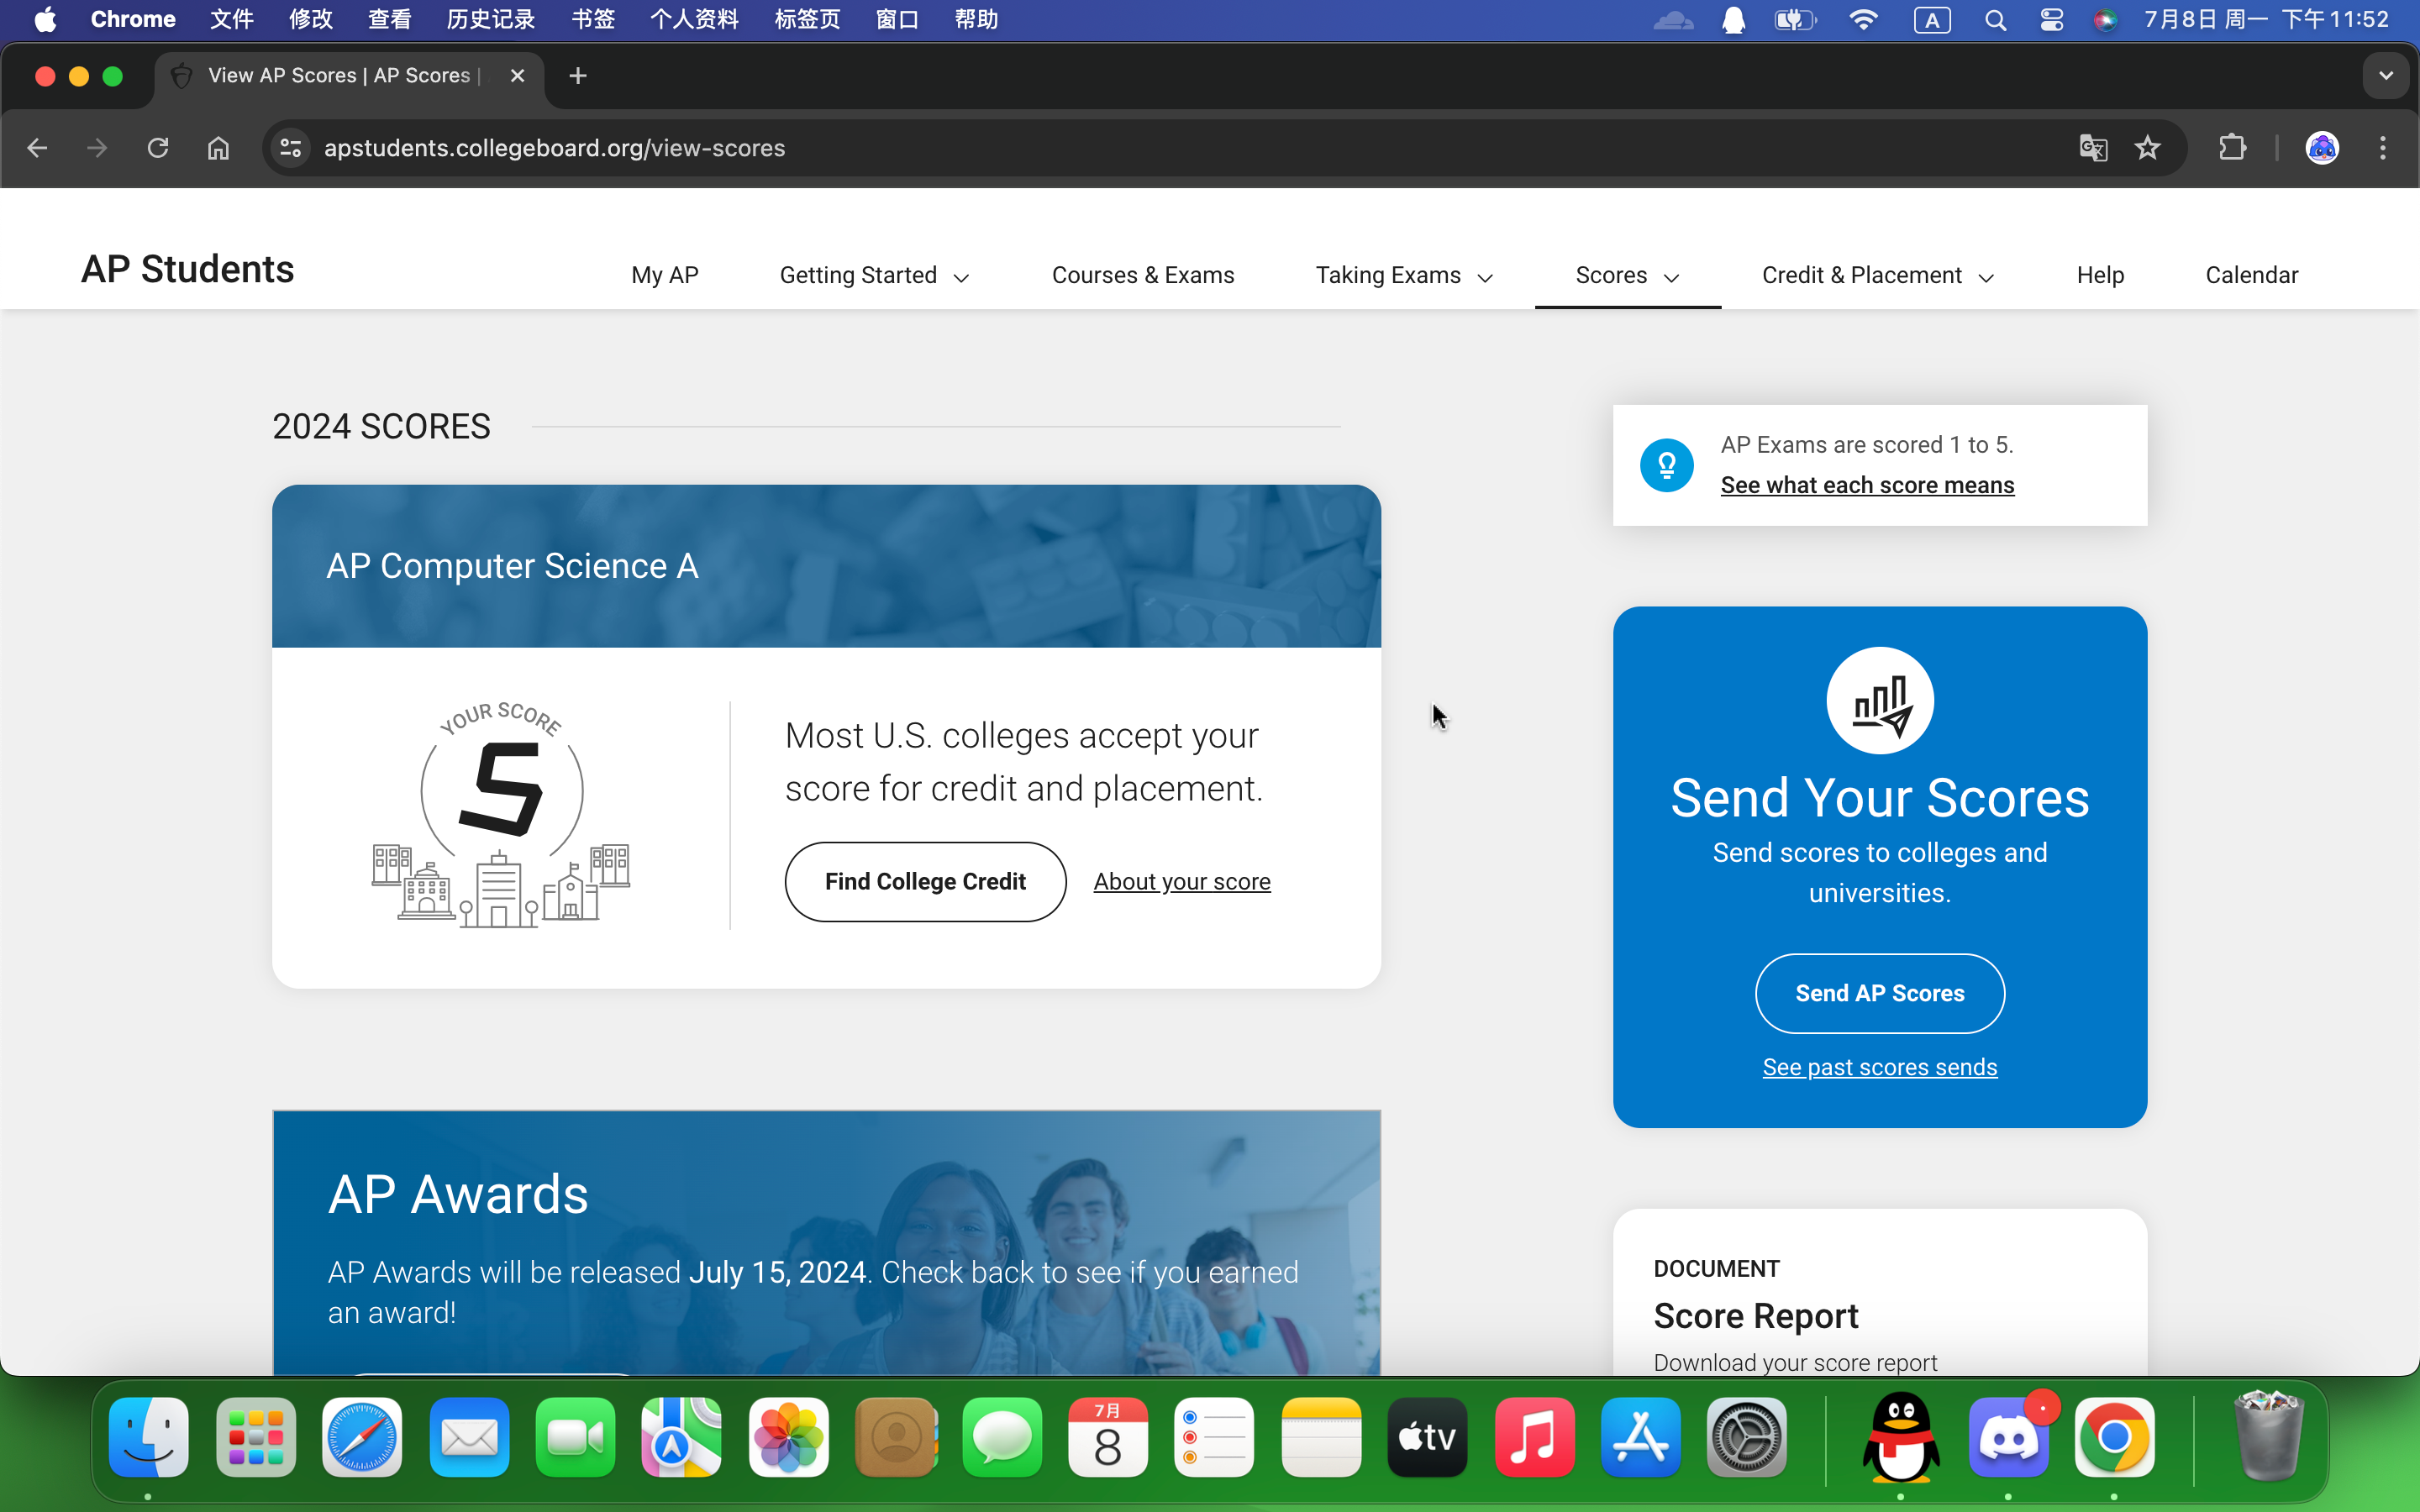 Chrome 文件 修改 查看 历史记录 书签 个人资料 标签页 窗口 帮助 A 7月8日 周一 下午11:52
View AP Scores | AP Scores |
apstudents.collegeboard.org/view-scores
AP Students
My AP Getting Started Courses & Exams Taking Exams Scores Credit & Placement Help Calendar
2024 SCORES
AP Computer Science A
YOUR SCORE
5
Most U.S. colleges accept your
score for credit and placement.
Find College Credit About your score
AP Awards
AP Awards will be released July 15, 2024. Check back to see if you earned
an award!
AP Exams are scored 1 to 5.
See what each score means
Send Your Scores
Send scores to colleges and
universities.
Send AP Scores
See past scores sends
DOCUMENT
Score Report
Download your score report
7月
8
tv